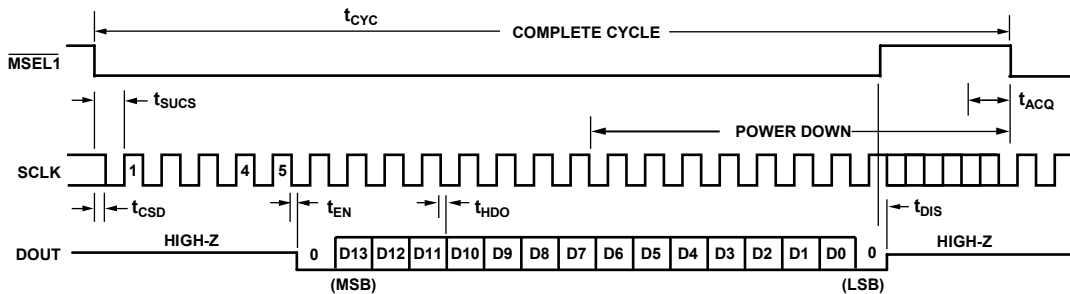 tCYC
COMPLETE CYCLE
MSEL1
tSUCS
tACQ
POWER DOWN
SCLK
1 4 5
tCSD
tEN
tHDO
tDIS
DOUT
HIGH-Z
0 D13 D12 D11 D10 D9 D8 D7 D6 D5 D4 D3 D2 D1 D0 0
HIGH-Z
(MSB)
(LSB)